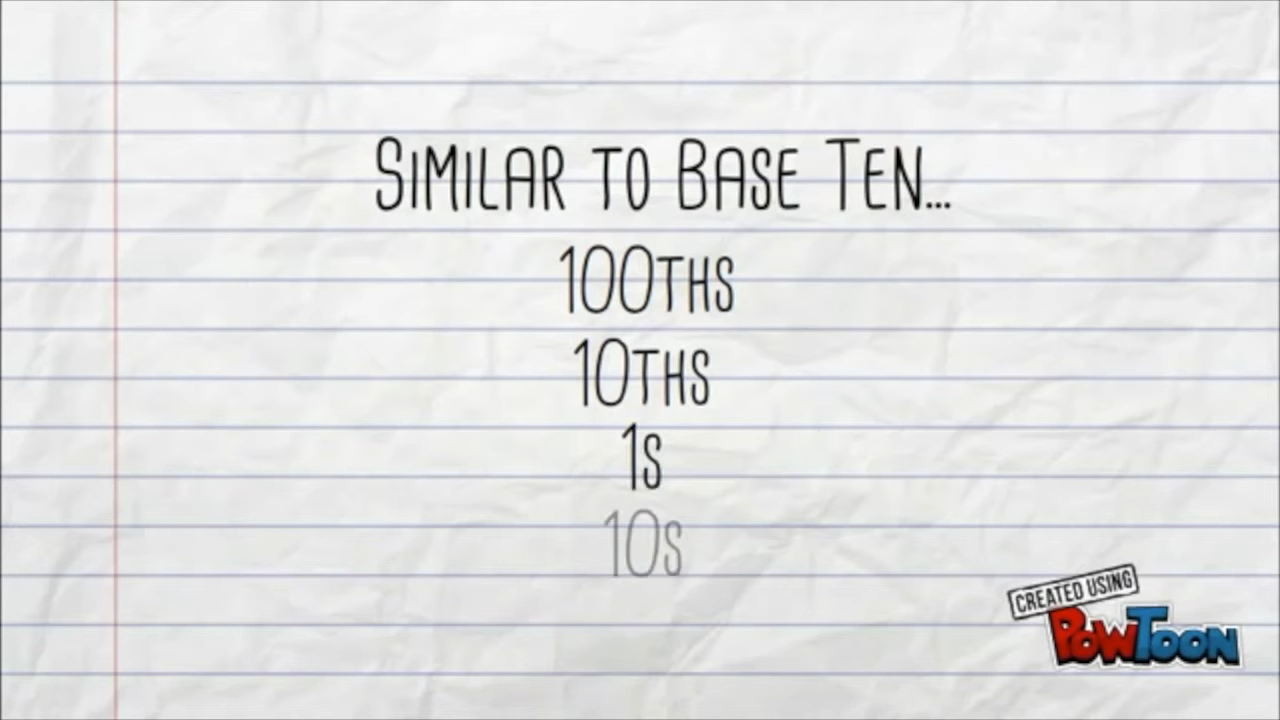 Similar to Base Ten...
100ths
10ths
1s
10s
CREATED USING
POWTOON